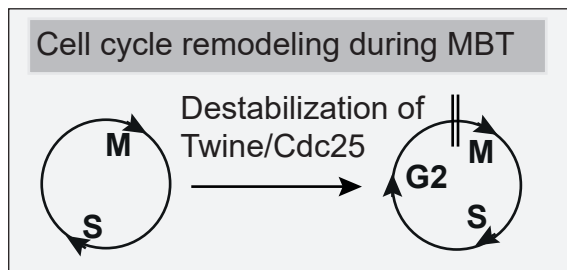 Cell cycle remodeling during MBT
Destabilization of
Twine/Cdc25
M
S
G2
M
S